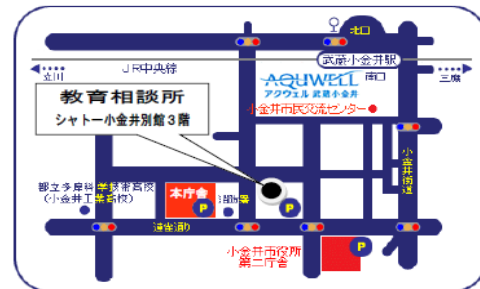 北口
武蔵小金井駅
立川
JR中央線
AQUWELL
アクウェル 武蔵小金井
南口
三鷹
教育相談所
シャトー小金井別館3階
小金井市民交流センター
小金井街道
都立多摩科学技術高校
(小金井工業高校)
本庁舎
P
消防署
P
連雀通り
小金井市役所
第二庁舎
P